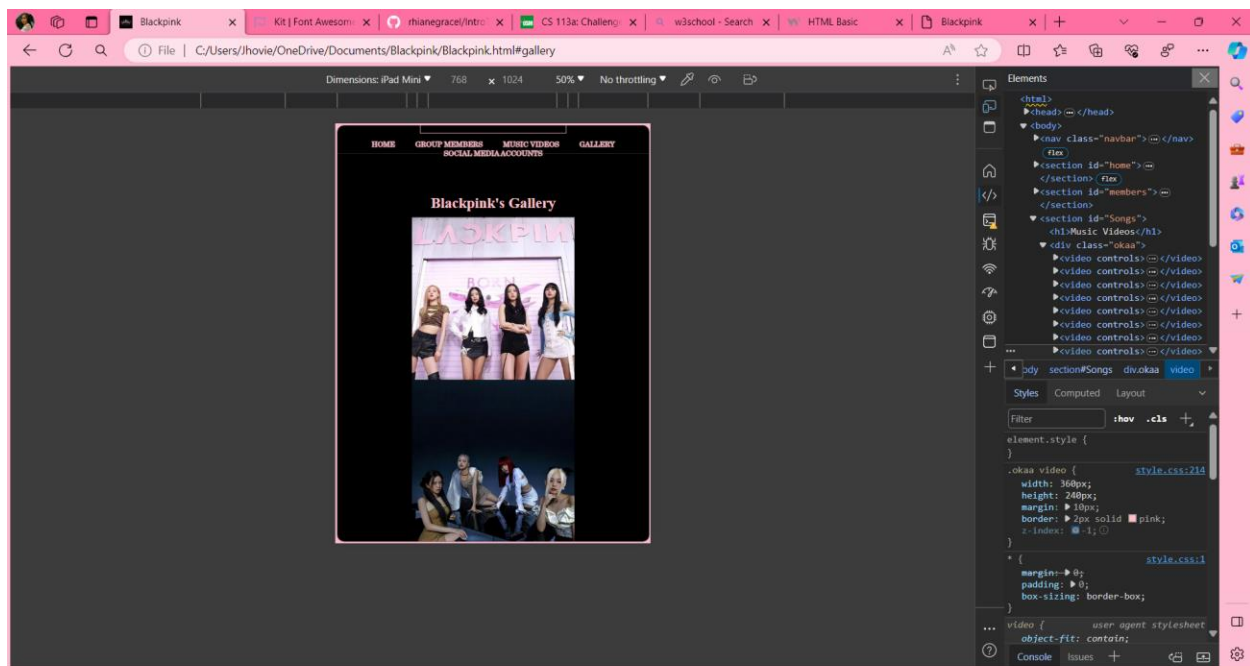 Blackpink
Kit | Font Awesom
rhianegracel/Intro
CS 113a: Challeng
w3school - Search
HTML Basic
Blackpink
File | C:/Users/Jhovie/OneDrive/Documents/Blackpink/Blackpink.html#gallery
Dimensions: iPad Mini 768 x 1024 50% No throttling
HOME GROUP MEMBERS MUSIC VIDEOS GALLERY
SOCIAL MEDIA ACCOUNTS
Blackpink's Gallery
BORN
Elements
<html>
<head> </head>
<body>
<nav class="navbar"> </nav>
flex
<section id="home">
</section> flex
<section id="members">
</section>
<section id="Songs">
<h1>Music Videos</h1>
<div class="okaa">
<video controls> </video>
<video controls> </video>
<video controls> </video>
<video controls> </video>
<video controls> </video>
<video controls> </video>
<video controls> </video>
<video controls> </video>
body section#Songs div.okaa video
Styles Computed Layout
Filter :hov .cls
element.style {
}
.okaa video { style.css:214
width: 360px;
height: 240px;
margin: 10px;
border: 2px solid pink;
z-index: -1;
}
* { style.css:1
margin: 0;
padding: 0;
box-sizing: border-box;
}
video { user agent stylesheet
object-fit: contain;
Console Issues